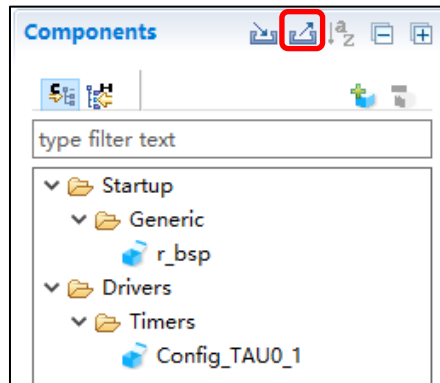 Components
type filter text
Startup
Generic
r_bsp
Drivers
Timers
Config_TAU0_1